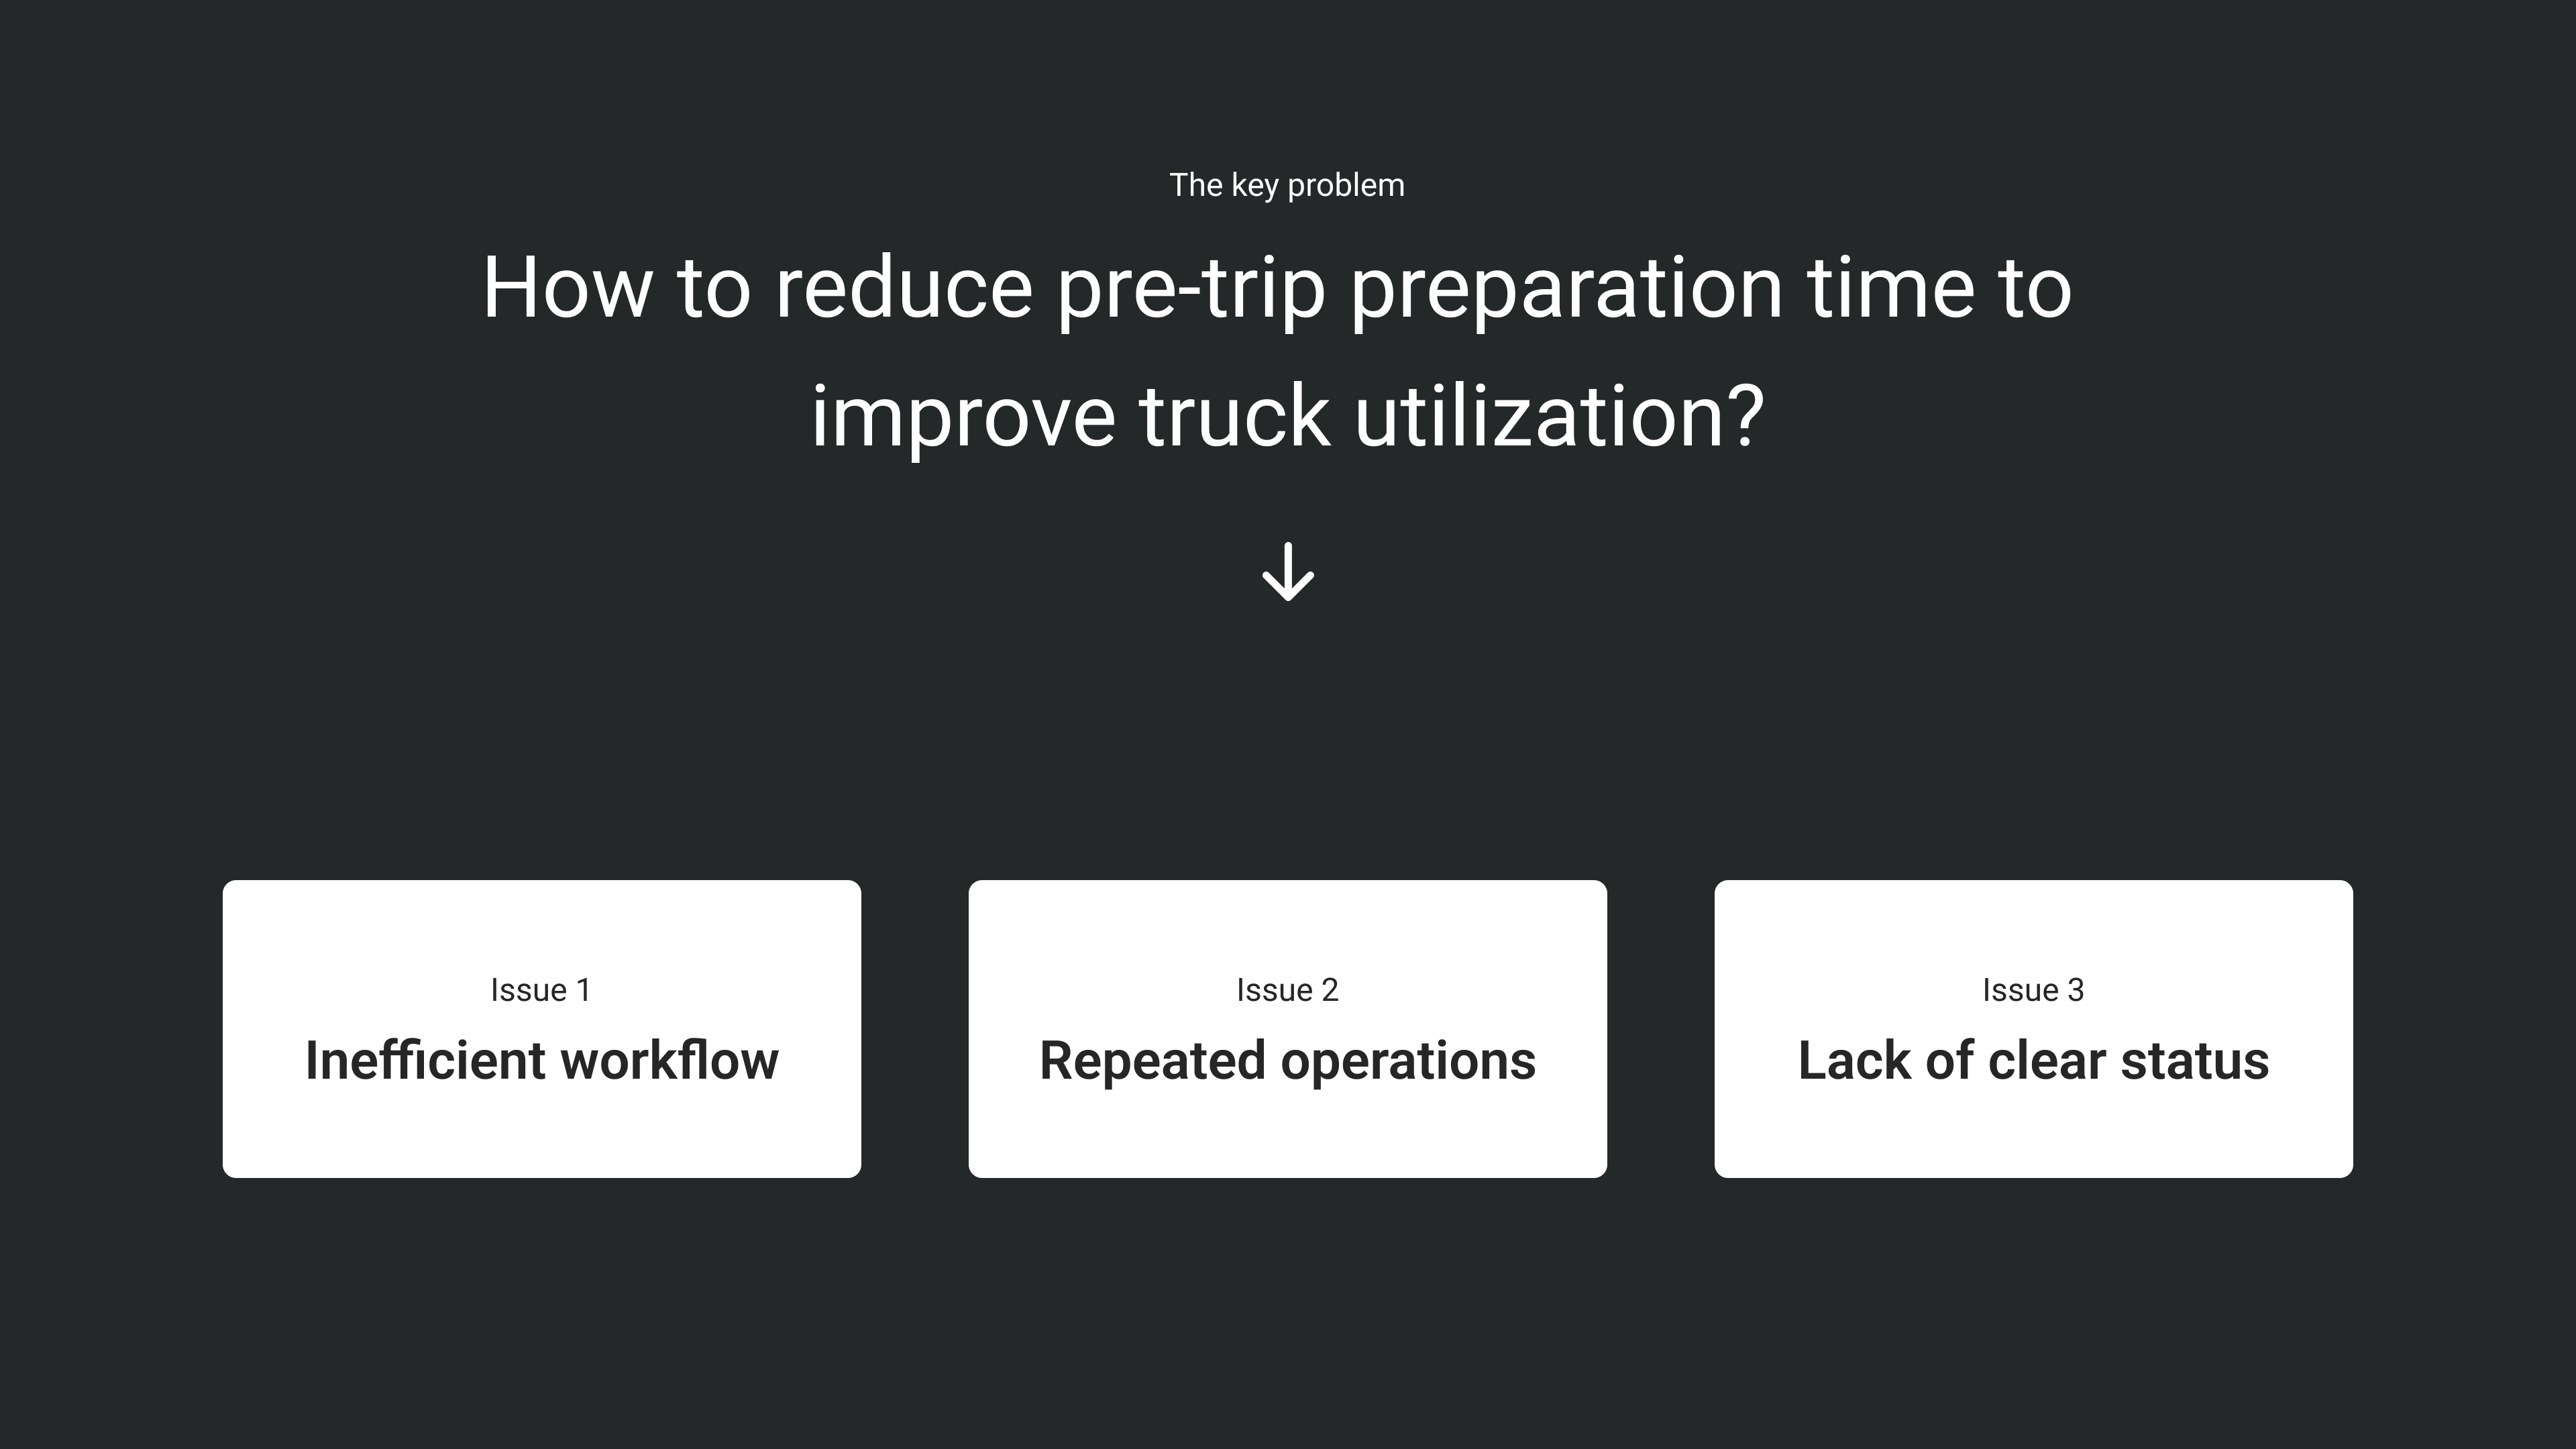 The key problem
How to reduce pre-trip preparation time to
improve truck utilization?
Issue 1
Inefficient workflow
Issue 2
Repeated operations
Issue 3
Lack of clear status